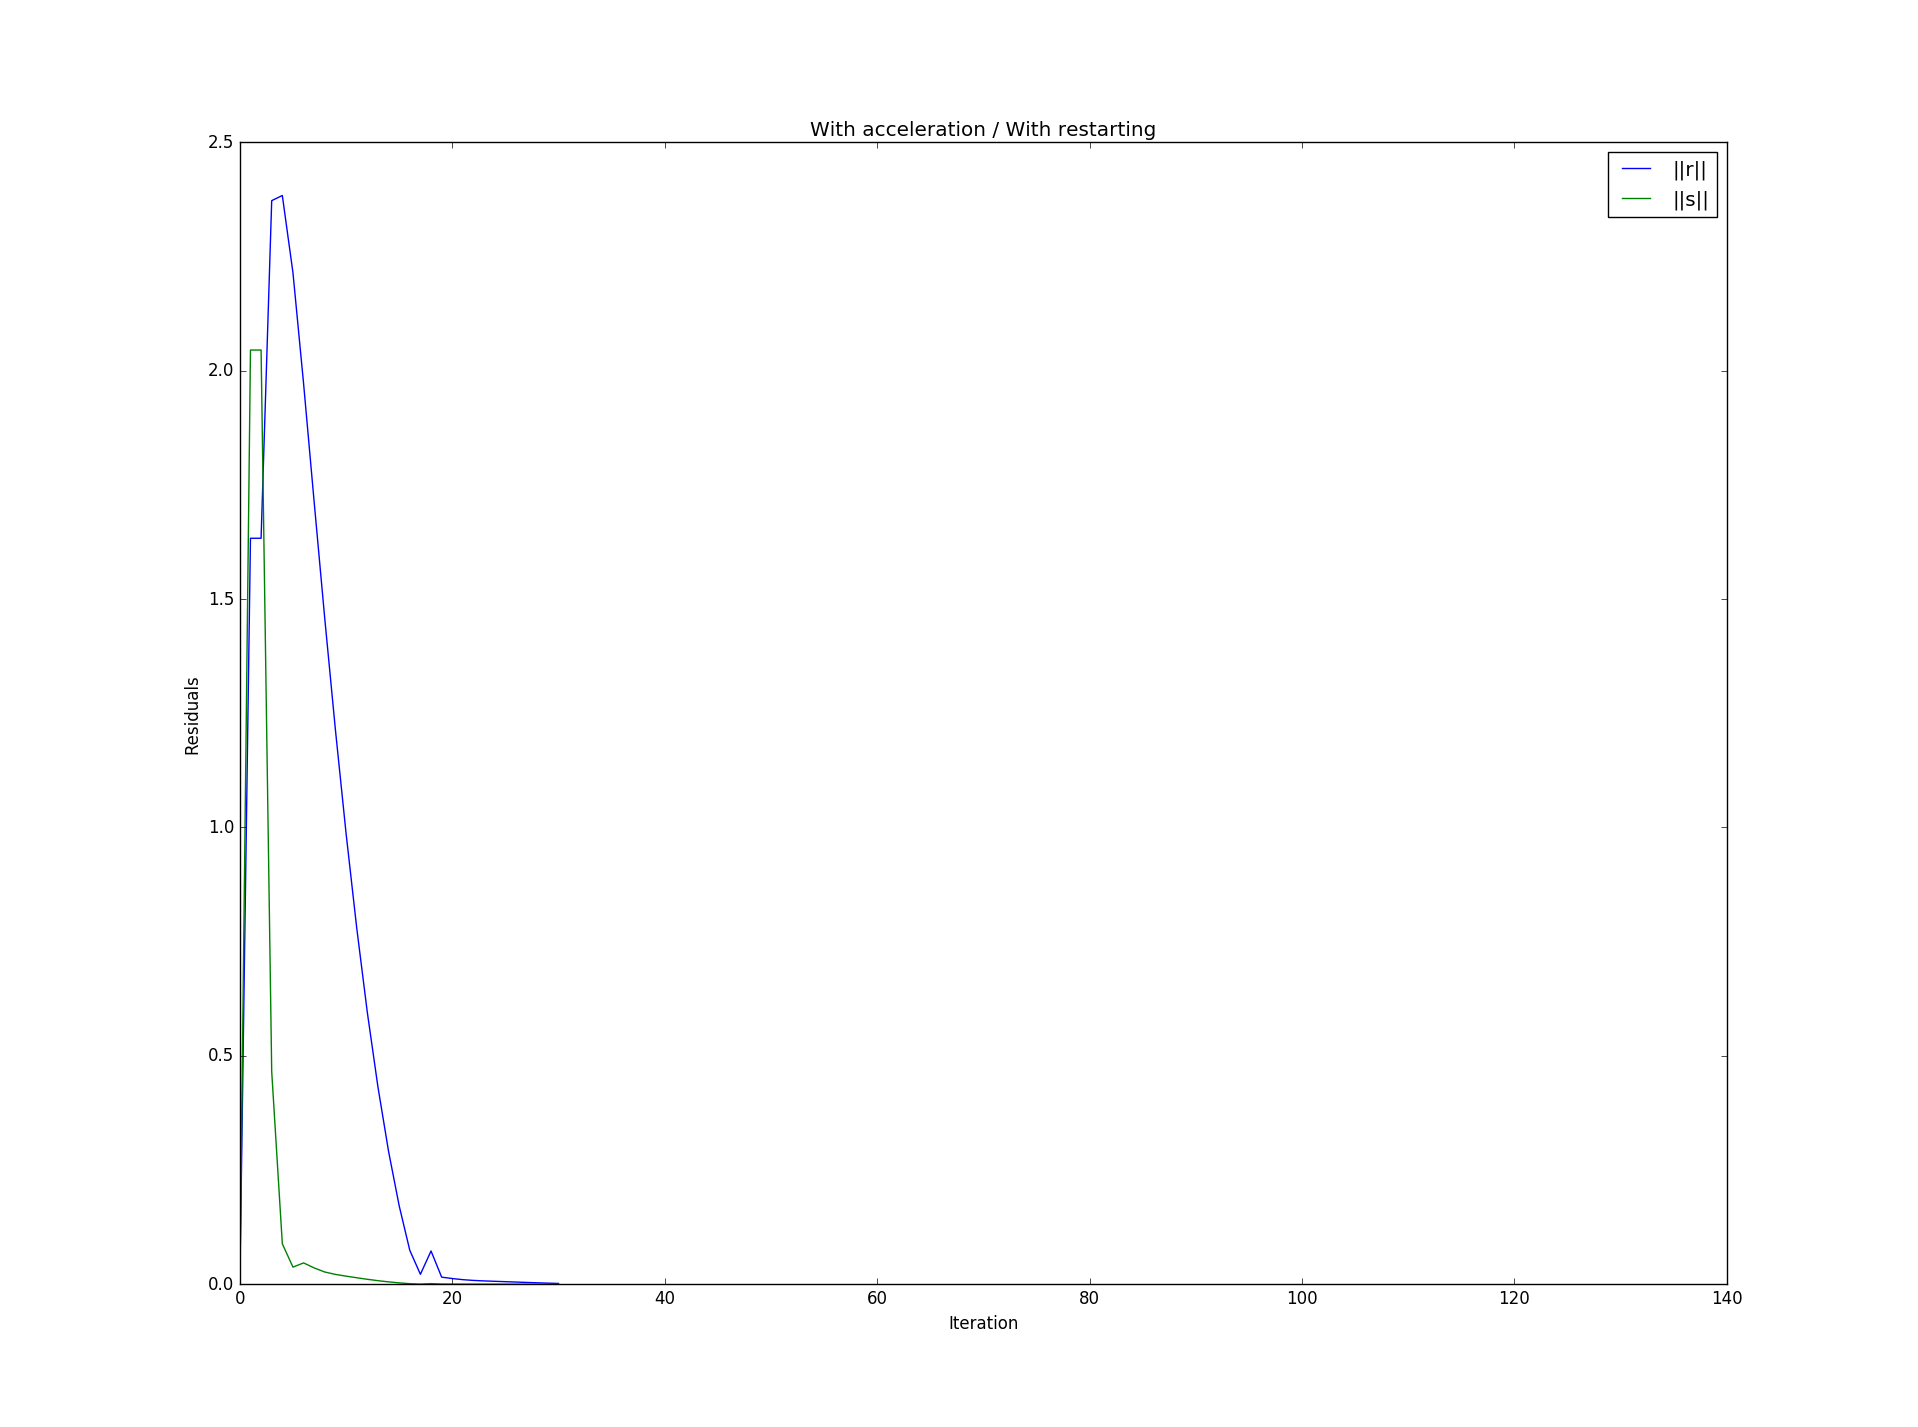 With acceleration / With restarting
2.5
2.0
1.5
1.0
0.5
0.0
Residuals
||r||
||s||
0 20 40 60 80 100 120 140
Iteration